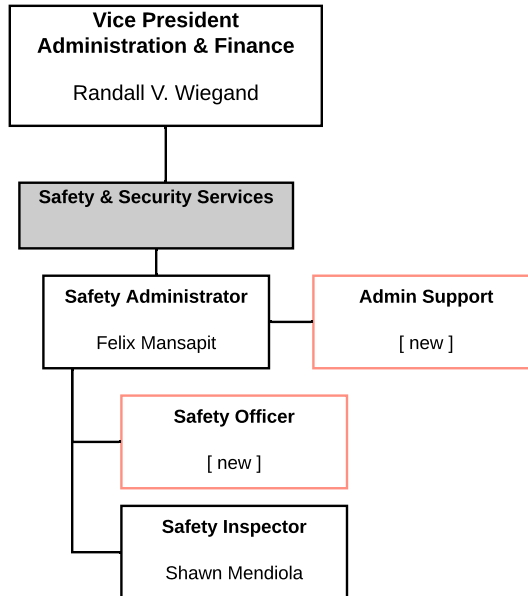 Vice President
Administration & Finance
Randall V. Wiegand
Safety & Security Services
Safety Administrator
Felix Mansapit
Admin Support
[ new ]
Safety Officer
[ new ]
Safety Inspector
Shawn Mendiola